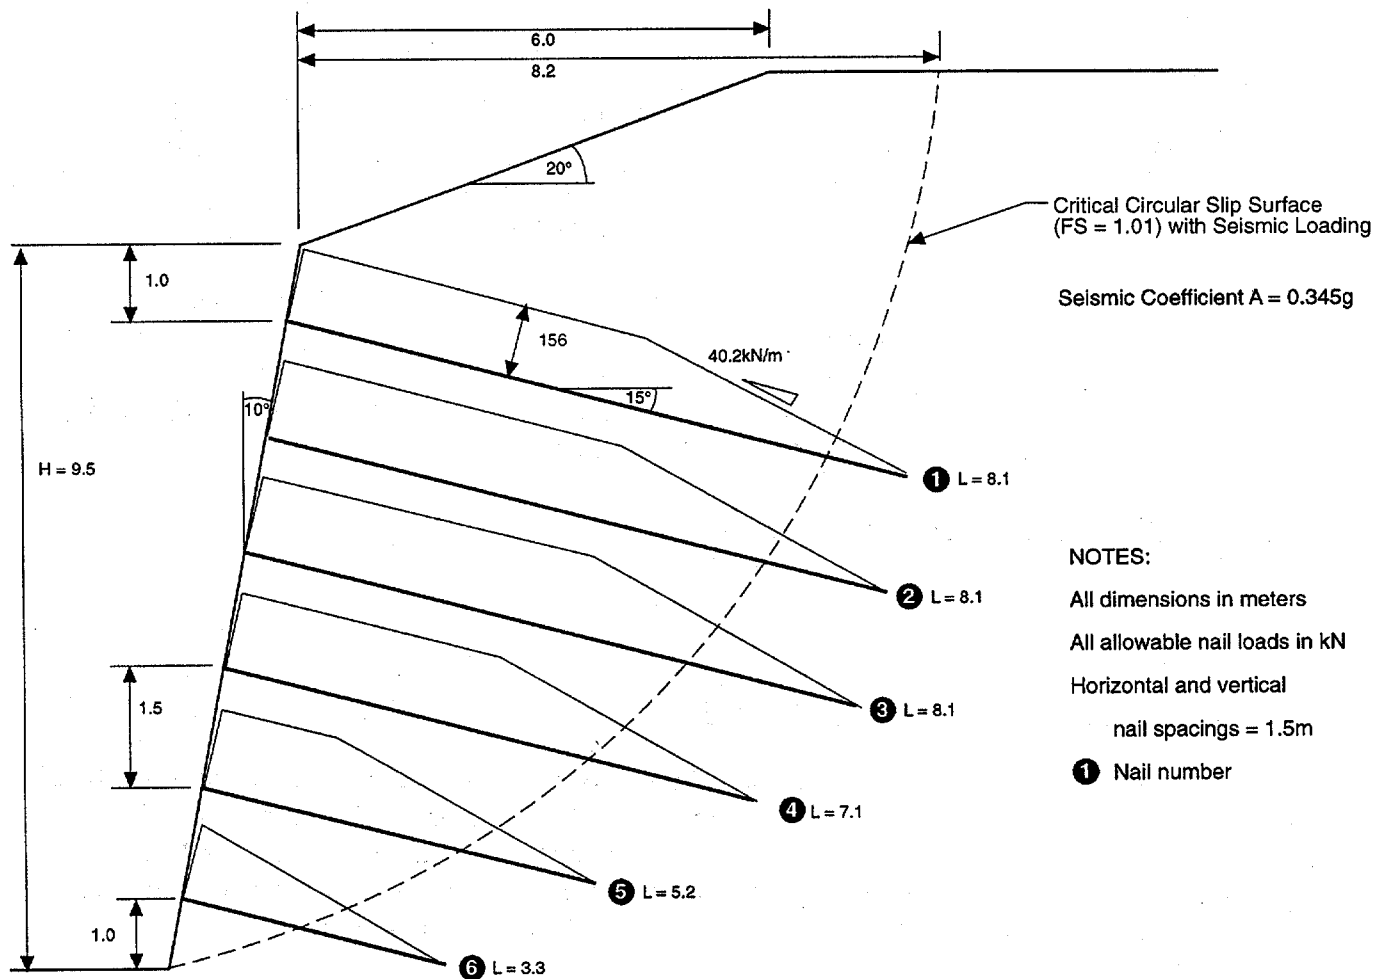 6.0
8.2
20°
Critical Circular Slip Surface
(FS = 1.01) with Seismic Loading
1.0
Seismic Coefficient A = 0.345g
156
40.2kN/m
15°
10°
H = 9.5
1 L = 8.1
NOTES:
2 L = 8.1
All dimensions in meters
All allowable nail loads in kN
Horizontal and vertical
3 L = 8.1
1.5
nail spacings = 1.5m
1 Nail number
4 L = 7.1
5 L = 5.2
1.0
6 L = 3.3